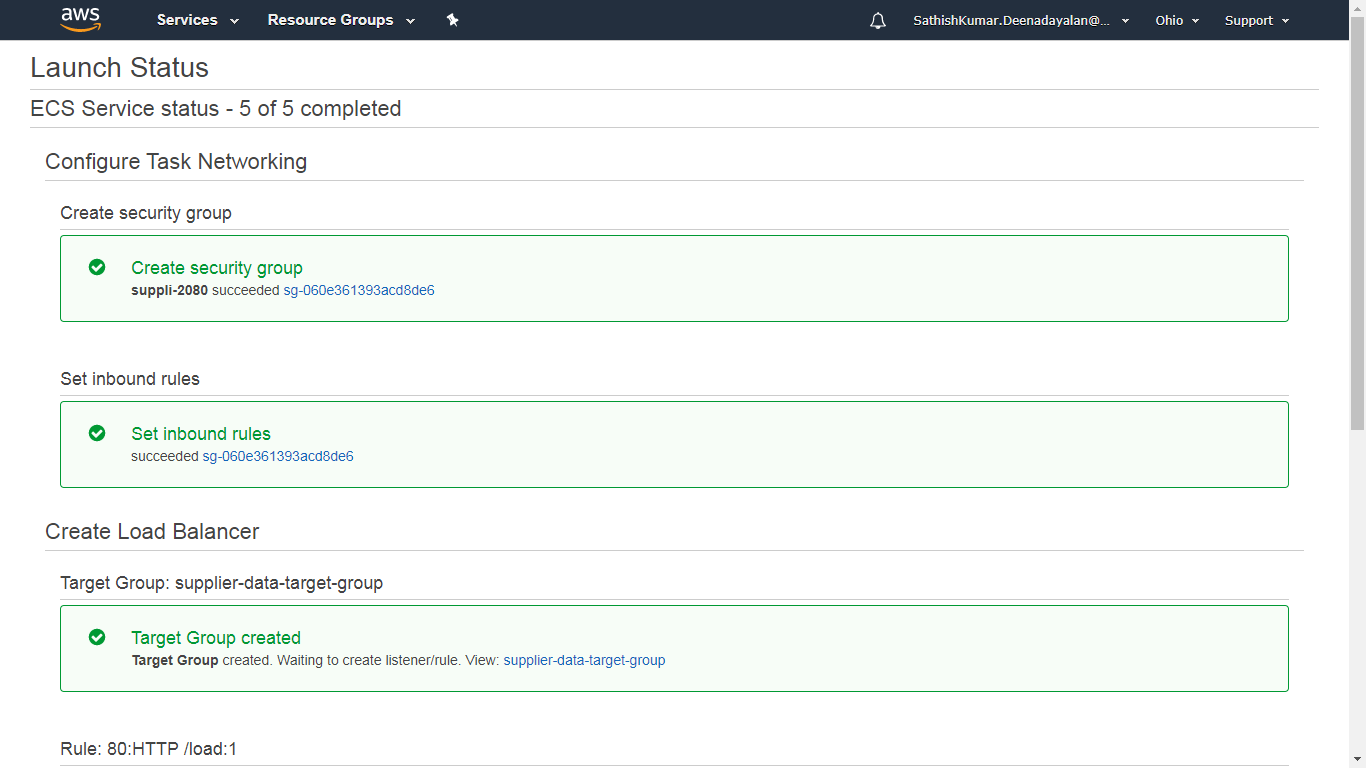 aws Services Resource Groups SathishKumar.Deenadayalan@... Ohio Support
Launch Status
ECS Service status - 5 of 5 completed
Configure Task Networking
Create security group
Create security group
suppli-2080 succeeded sg-060e361393acd8de6
Set inbound rules
Set inbound rules
succeeded sg-060e361393acd8de6
Create Load Balancer
Target Group: supplier-data-target-group
Target Group created
Target Group created. Waiting to create listener/rule. View: supplier-data-target-group
Rule: 80:HTTP /load:1